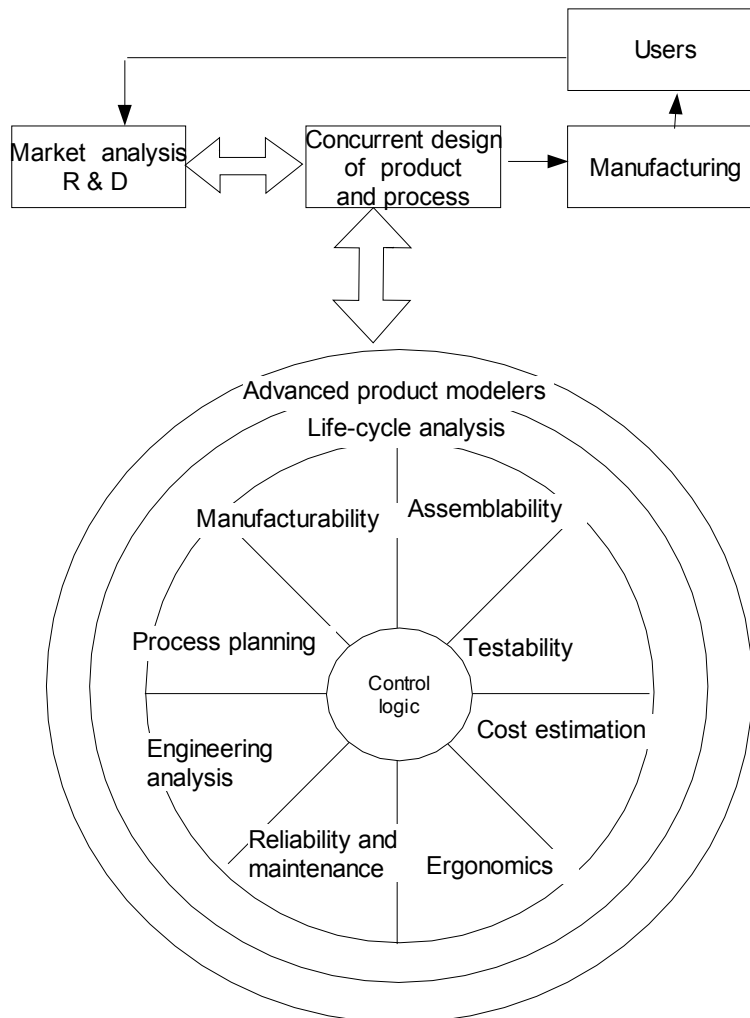 Users
Market analysis
R & D
Concurrent design
of product
and process
Manufacturing
Advanced product modelers
Life-cycle analysis
Manufacturability
Assemblability
Process planning
Testability
Control
logic
Cost estimation
Engineering
analysis
Reliability and
maintenance
Ergonomics